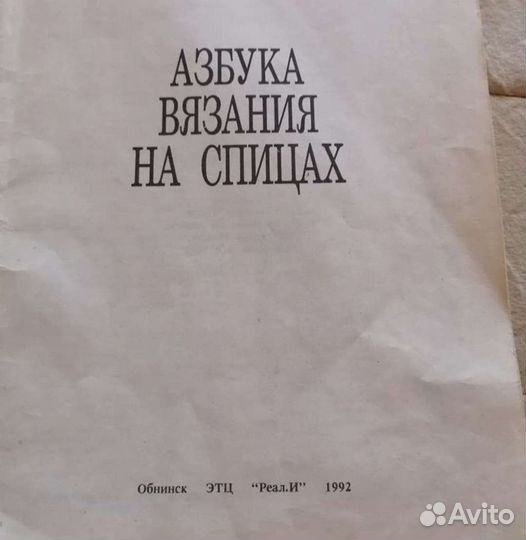 АЗБУКА
ВЯЗАНИЯ
НА СПИЦАХ
Обнинск ЭТЦ "Реал.И" 1992
Avito